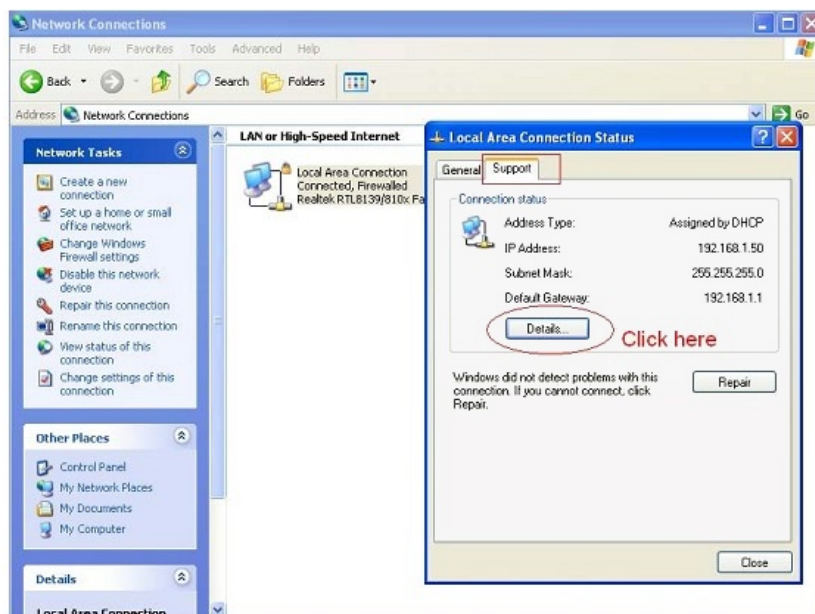 Network Connections
File Edit View Favorites Tools Advanced Help
Back Search Folders
Address Network Connections Go
Network Tasks
Create a new
connection
Set up a home or small
office network
Change Windows
Firewall settings
Disable this network
device
Repair this connection
Rename this connection
View status of this
connection
Change settings of this
connection
Other Places
Control Panel
My Network Places
My Documents
My Computer
Details
Local Area Connection
LAN or High-Speed Internet
Local Area Connection
Connected, Firewalled
Realtek RTL8139/810x Fa
Local Area Connection Status
General Support
Connection status
Address Type: Assigned by DHCP
IP Address: 192.168.1.50
Subnet Mask: 255.255.255.0
Default Gateway: 192.168.1.1
Details...
Click here
Windows did not detect problems with this
connection. If you cannot connect, click
Repair.
Repair
Close